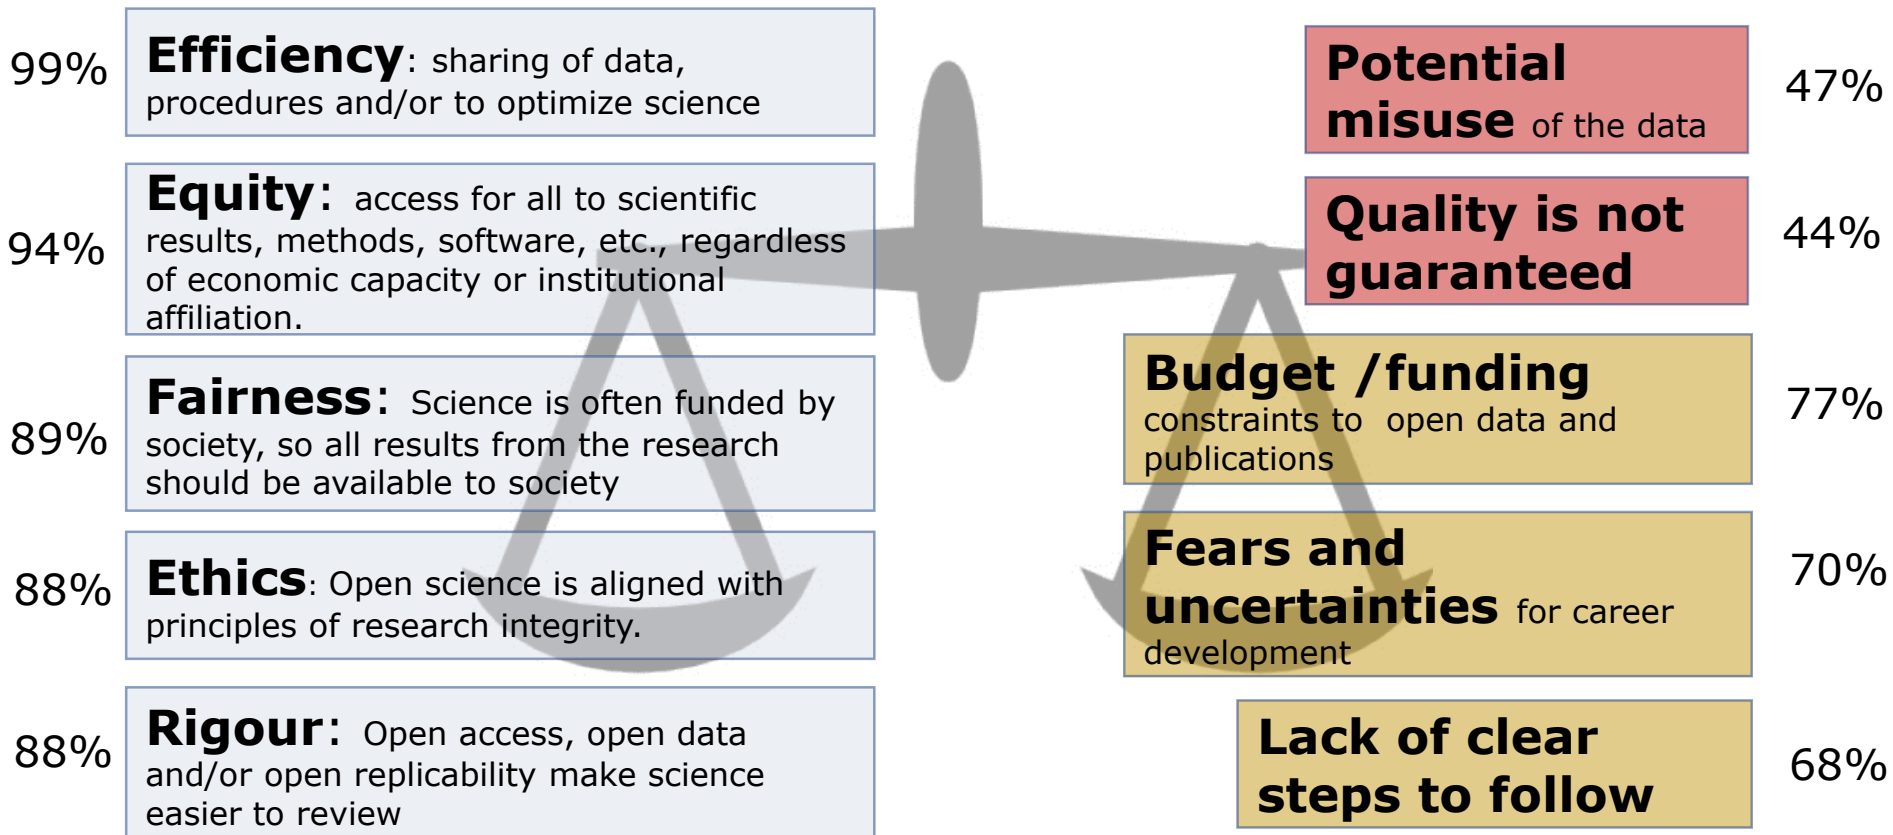 99%
Efficiency: sharing of data,
procedures and/or to optimize science
94%
Equity: access for all to scientific
results, methods, software, etc., regardless
of economic capacity or institutional
affiliation.
89%
Fairness: Science is often funded by
society, so all results from the research
should be available to society
88%
Ethics: Open science is aligned with
principles of research integrity.
88%
Rigour: Open access, open data
and/or open replicability make science
easier to review
Potential
misuse of the data
47%
Quality is not
guaranteed
44%
Budget /funding
constraints to open data and
publications
77%
Fears and
uncertainties for career
development
70%
Lack of clear
steps to follow
68%